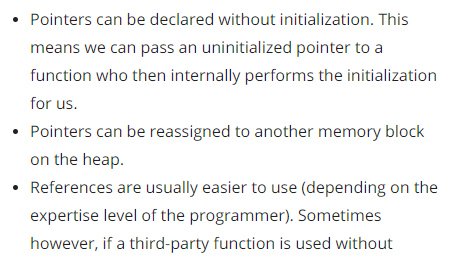 • Pointers can be declared without initialization. This
means we can pass an uninitialized pointer to a
function who then internally performs the initialization
for us.
• Pointers can be reassigned to another memory block
on the heap.
• References are usually easier to use (depending on the
expertise level of the programmer). Sometimes
however, if a third-party function is used without